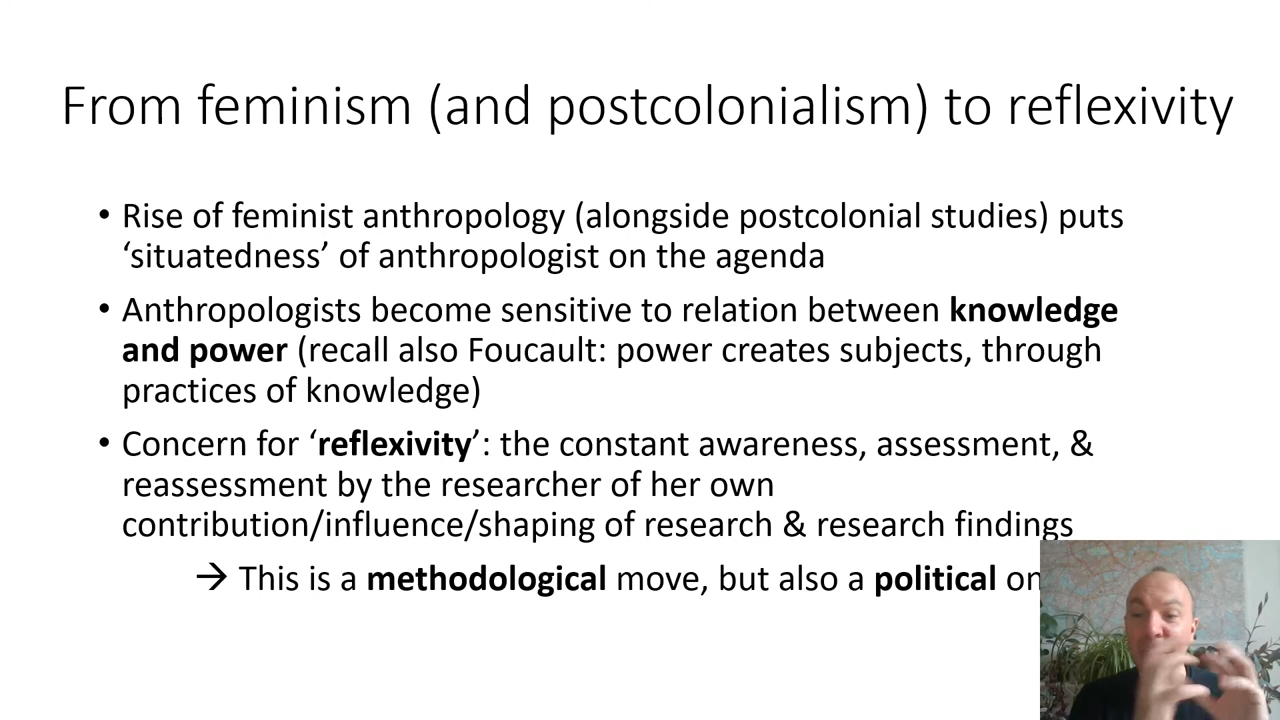 From feminism (and postcolonialism) to reflexivity
• Rise of feminist anthropology (alongside postcolonial studies) puts
‘situatedness’ of anthropologist on the agenda
• Anthropologists become sensitive to relation between knowledge
and power (recall also Foucault: power creates subjects, through
practices of knowledge)
• Concern for ‘reflexivity’: the constant awareness, assessment, &
reassessment by the researcher of her own
contribution/influence/shaping of research & research findings
→ This is a methodological move, but also a political